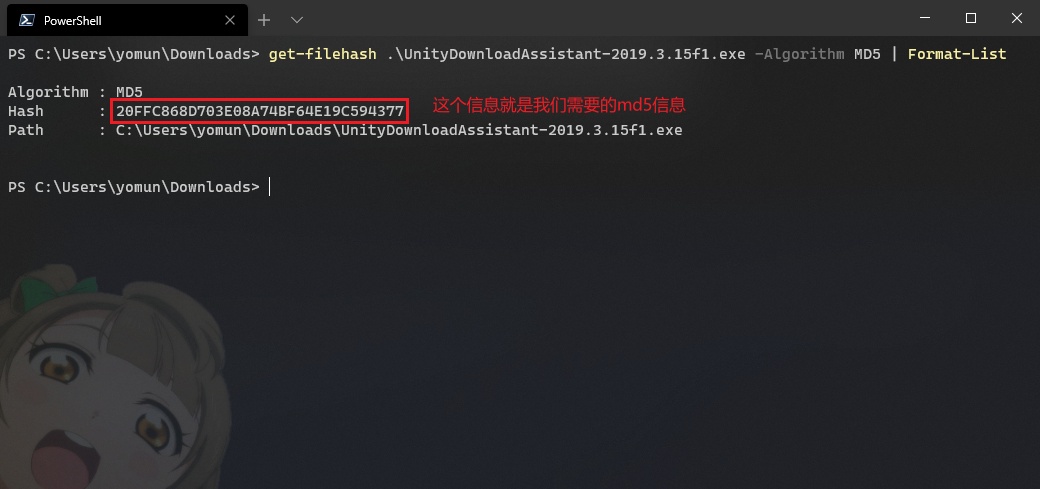 PowerShell
PS C:\Users\yomun\Downloads> get-filehash .\UnityDownloadAssistant-2019.3.15f1.exe -Algorithm MD5 | Format-List
Algorithm : MD5
Hash      : 20FFC868D703E08A74BF64E19C594377 这个信息就是我们需要的md5信息
Path      : C:\Users\yomun\Downloads\UnityDownloadAssistant-2019.3.15f1.exe
PS C:\Users\yomun\Downloads>